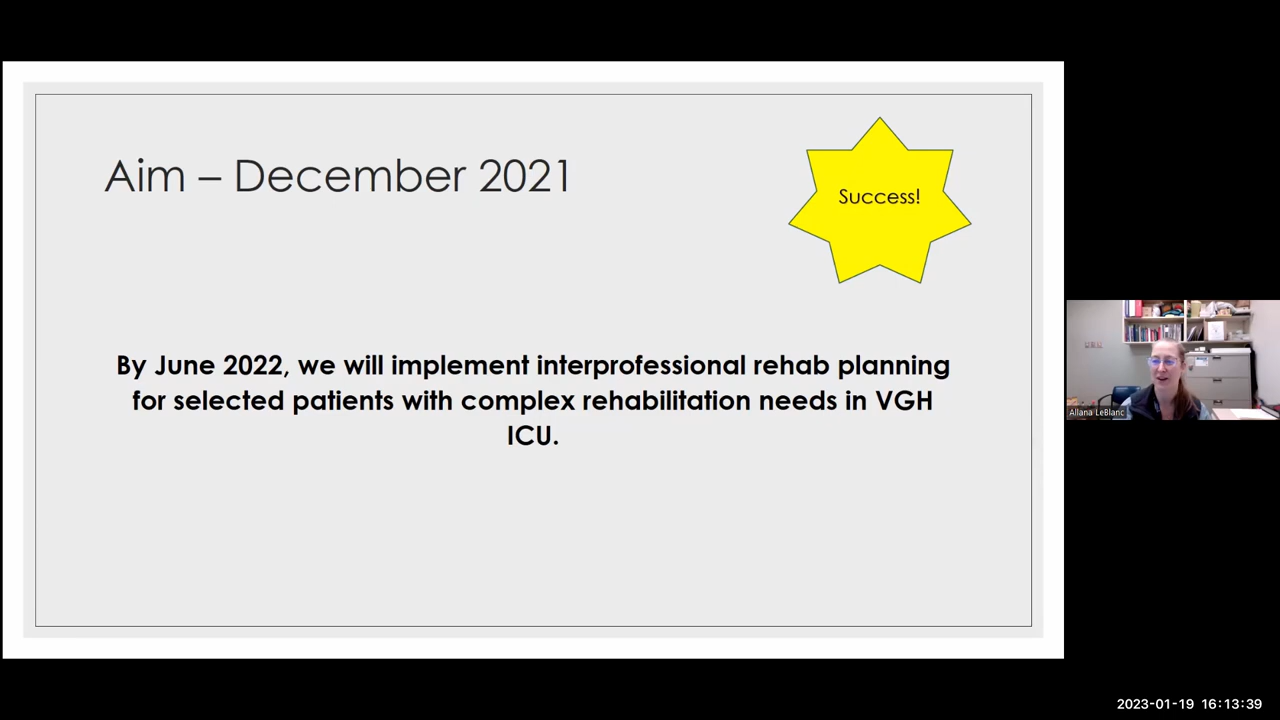 Aim – December 2021
Success!
By June 2022, we will implement interprofessional rehab planning
for selected patients with complex rehabilitation needs in VGH
ICU.
Allana LeBlanc
2023-01-19 16:13:39